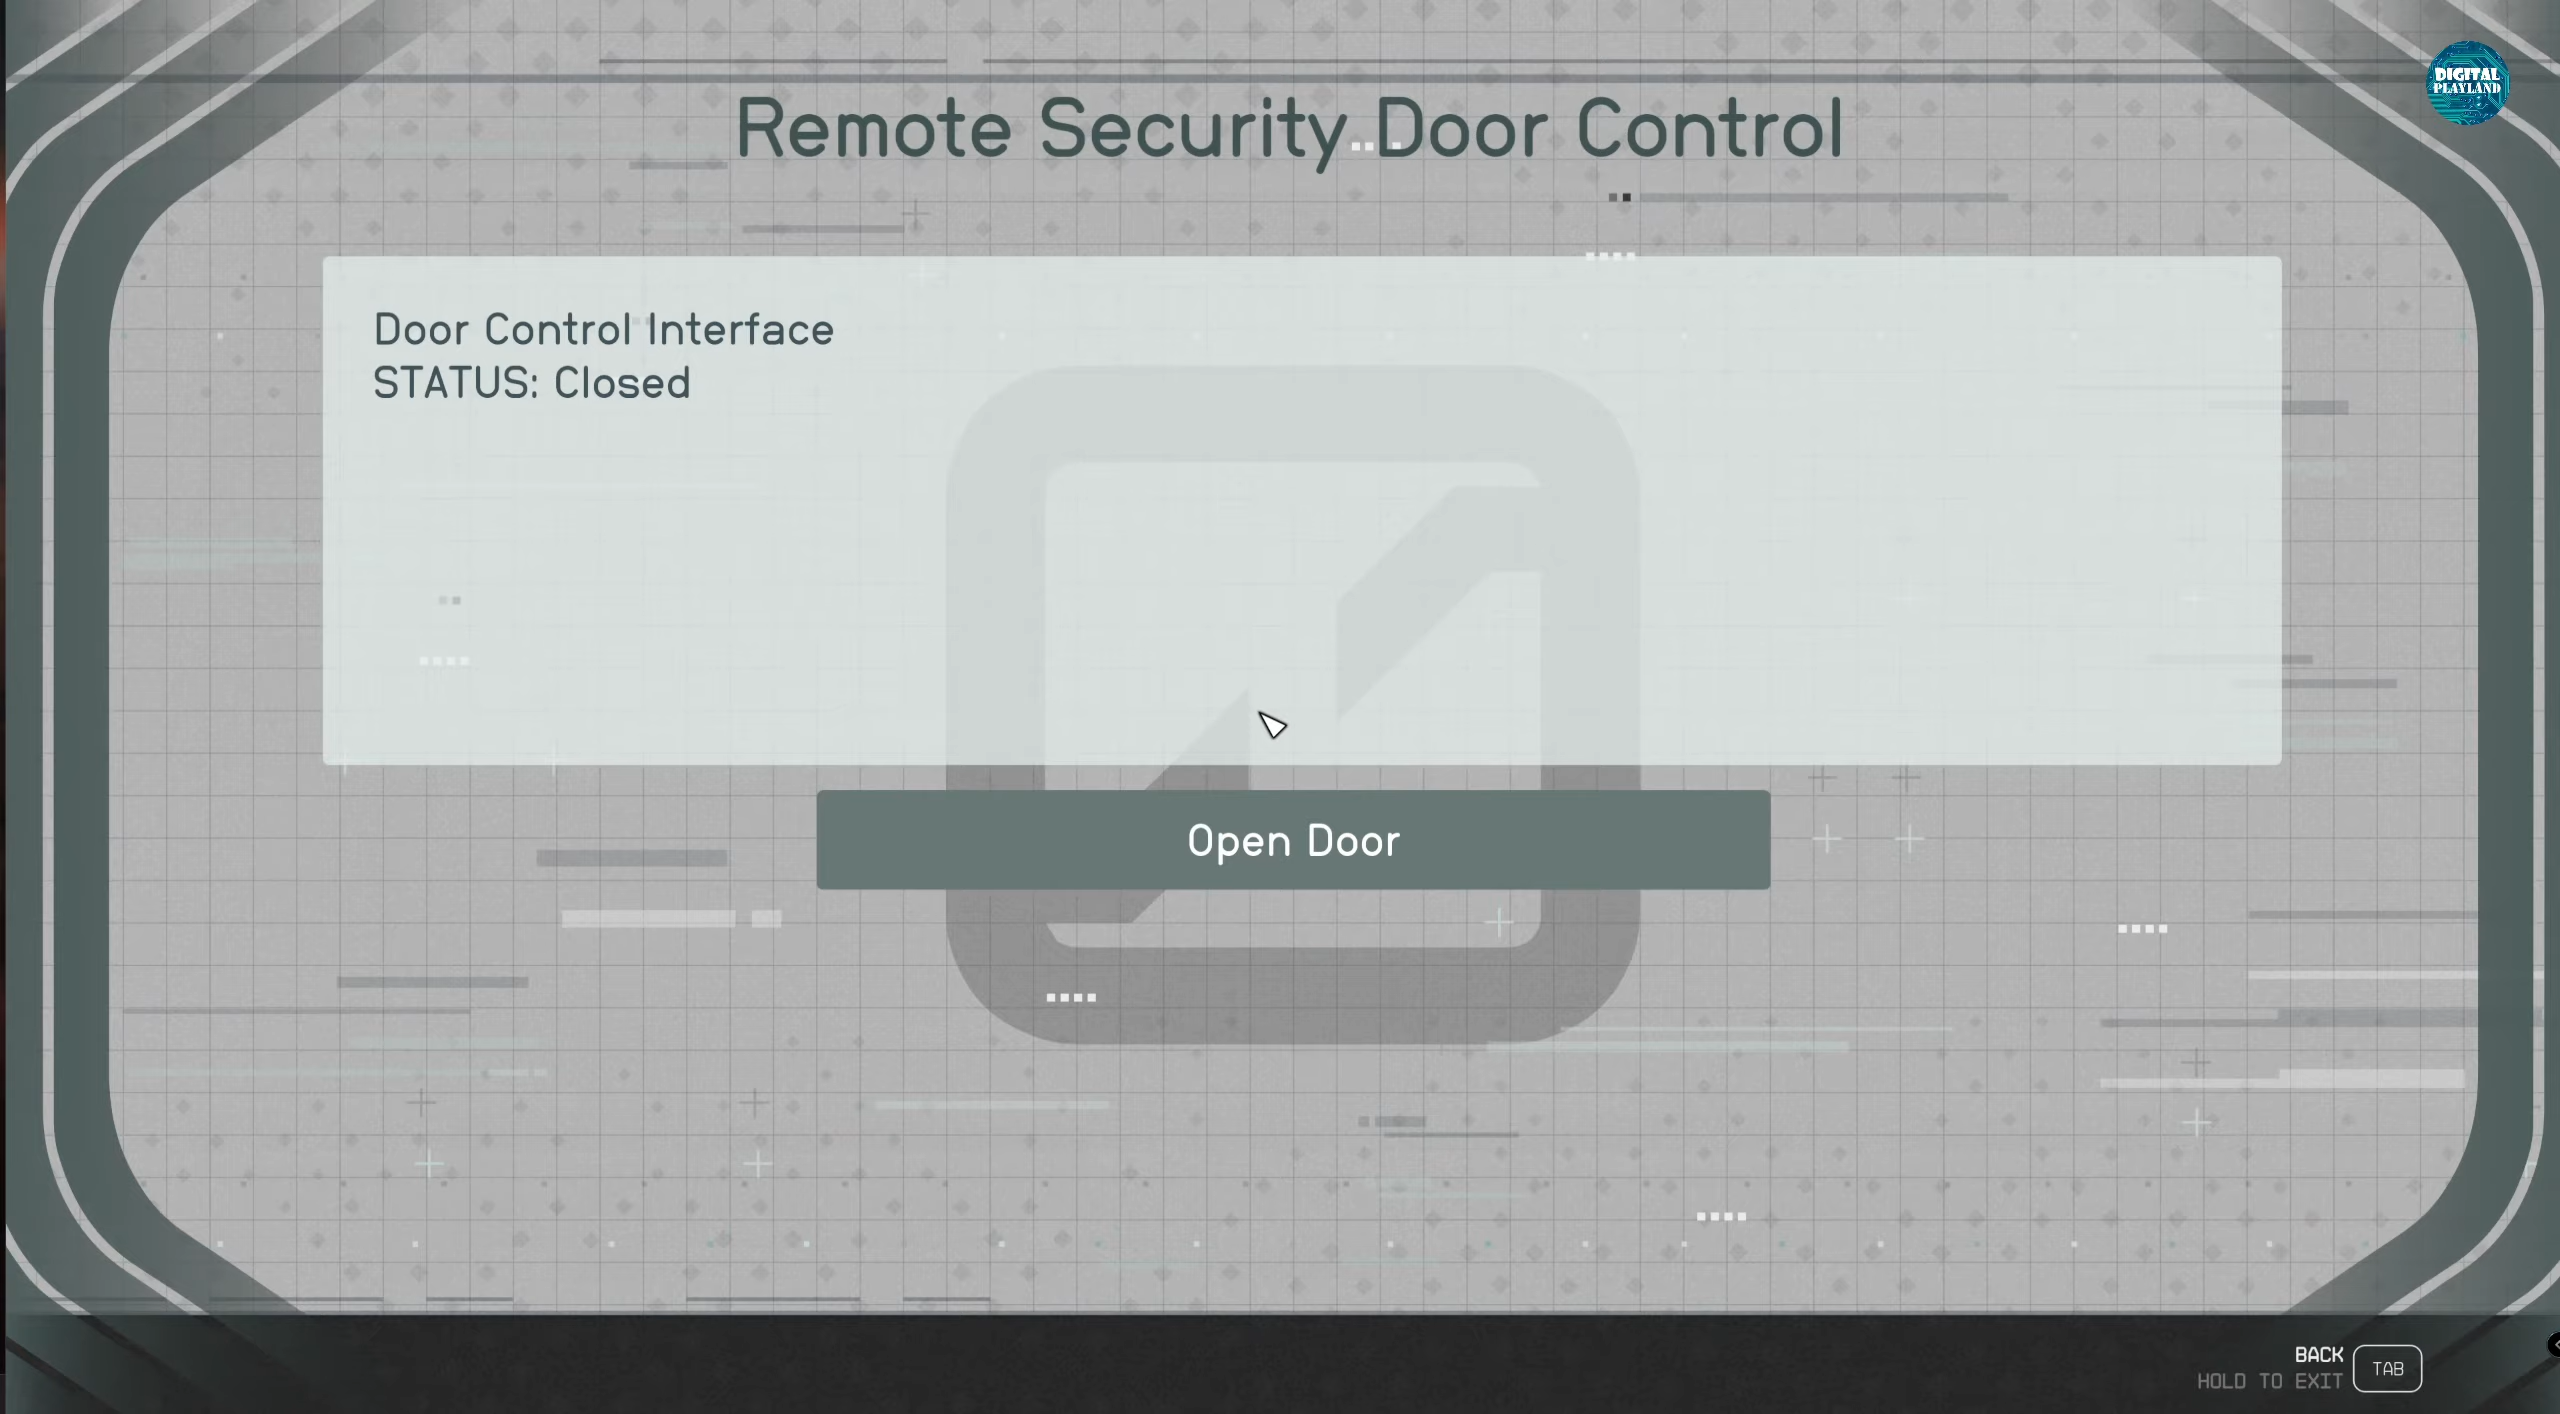 DIGITAL
PLAYLAND
Remote Security Door Control
Door Control Interface
STATUS: Closed
Open Door
BACK
HOLD TO EXIT
TAB